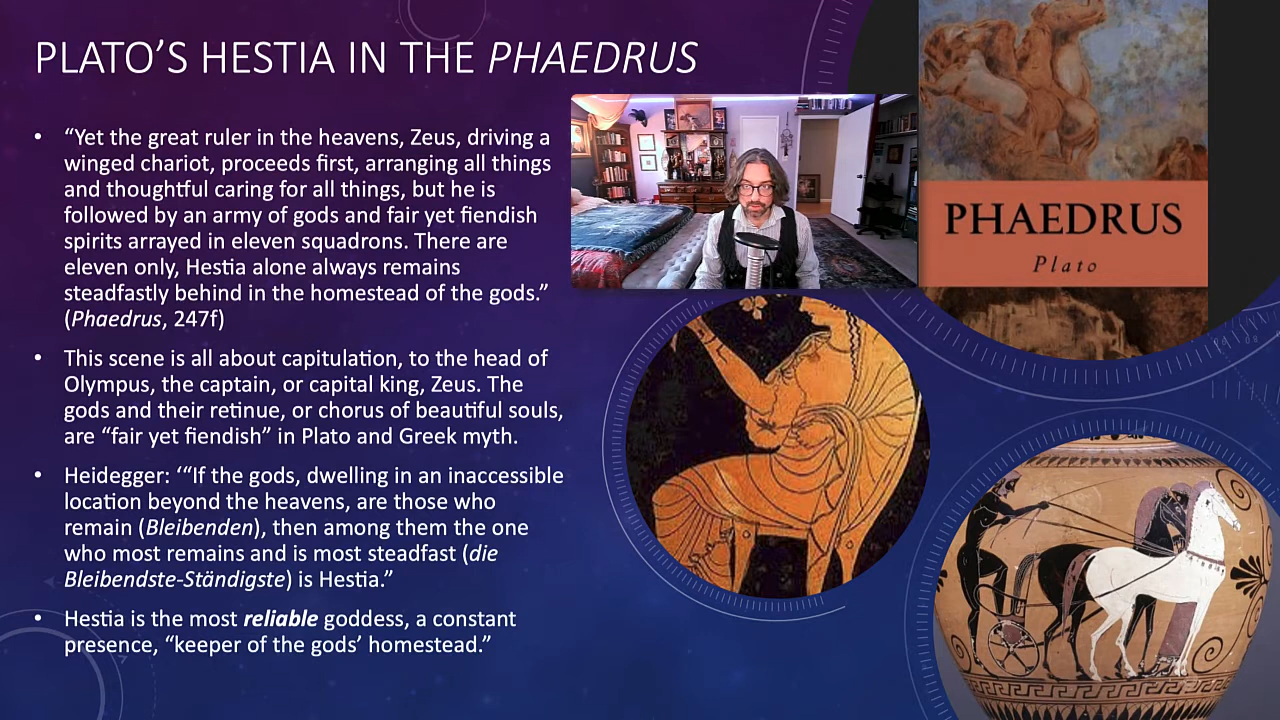 PLATO’S HESTIA IN THE PHAEDRUS
• “Yet the great ruler in the heavens, Zeus, driving a
winged chariot, proceeds first, arranging all things
and thoughtful caring for all things, but he is
followed by an army of gods and fair yet fiendish
spirits arrayed in eleven squadrons. There are
eleven only, Hestia alone always remains
steadfastly behind in the homestead of the gods.”
(Phaedrus, 247f)
• This scene is all about capitulation, to the head of
Olympus, the captain, or capital king, Zeus. The
gods and their retinue, or chorus of beautiful souls,
are “fair yet fiendish” in Plato and Greek myth.
• Heidegger: ‘“If the gods, dwelling in an inaccessible
location beyond the heavens, are those who
remain (Bleibenden), then among them the one
who most remains and is most steadfast (die
Bleibendste-Ständigste) is Hestia.”
• Hestia is the most reliable goddess, a constant
presence, “keeper of the gods’ homestead.”
PHAEDRUS
Plato